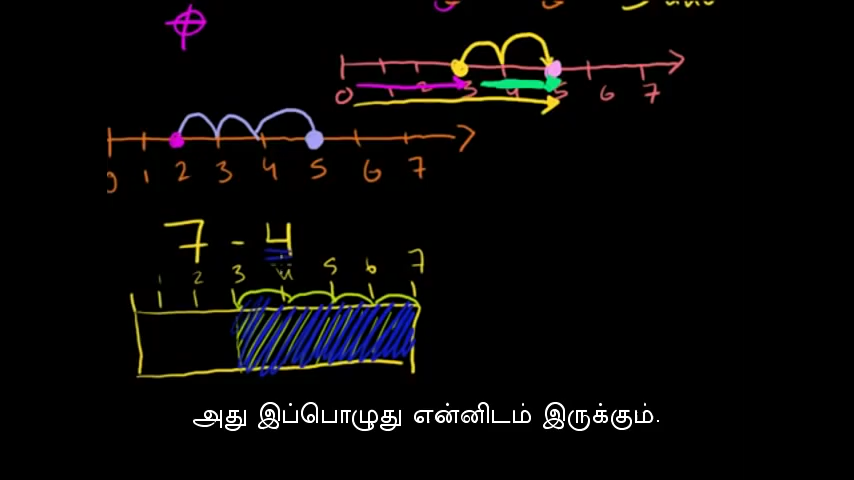 0 1 2 3 4 5 6 7
0 1 2 3 4 5 6 7
7 - 4
1 2 3 4 5 6 7
அது இப்பொழுது என்னிடம் இருக்கும்.